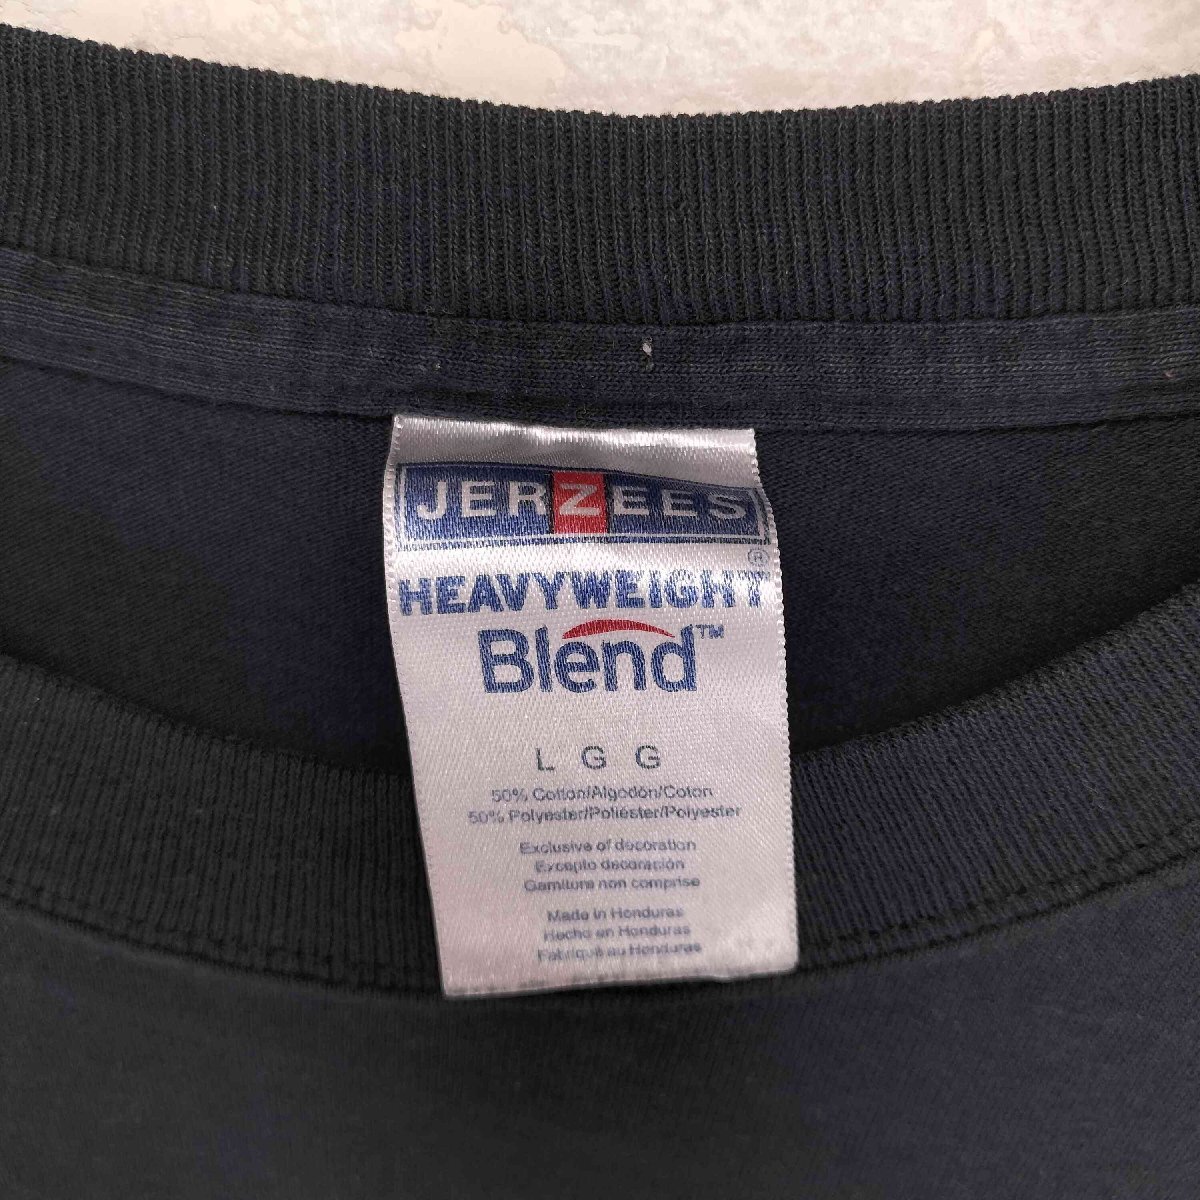 JERZEES
®
HEAVYWEIGHT
Blend™
L G G
50% Cotton/Algodón/Coton
50% Polyester/Poliéster/Polyester
Exclusive of decoration
Excepto decoración
Garniture non comprise
Made in Honduras
Hecho en Honduras
Fabriqué au Honduras